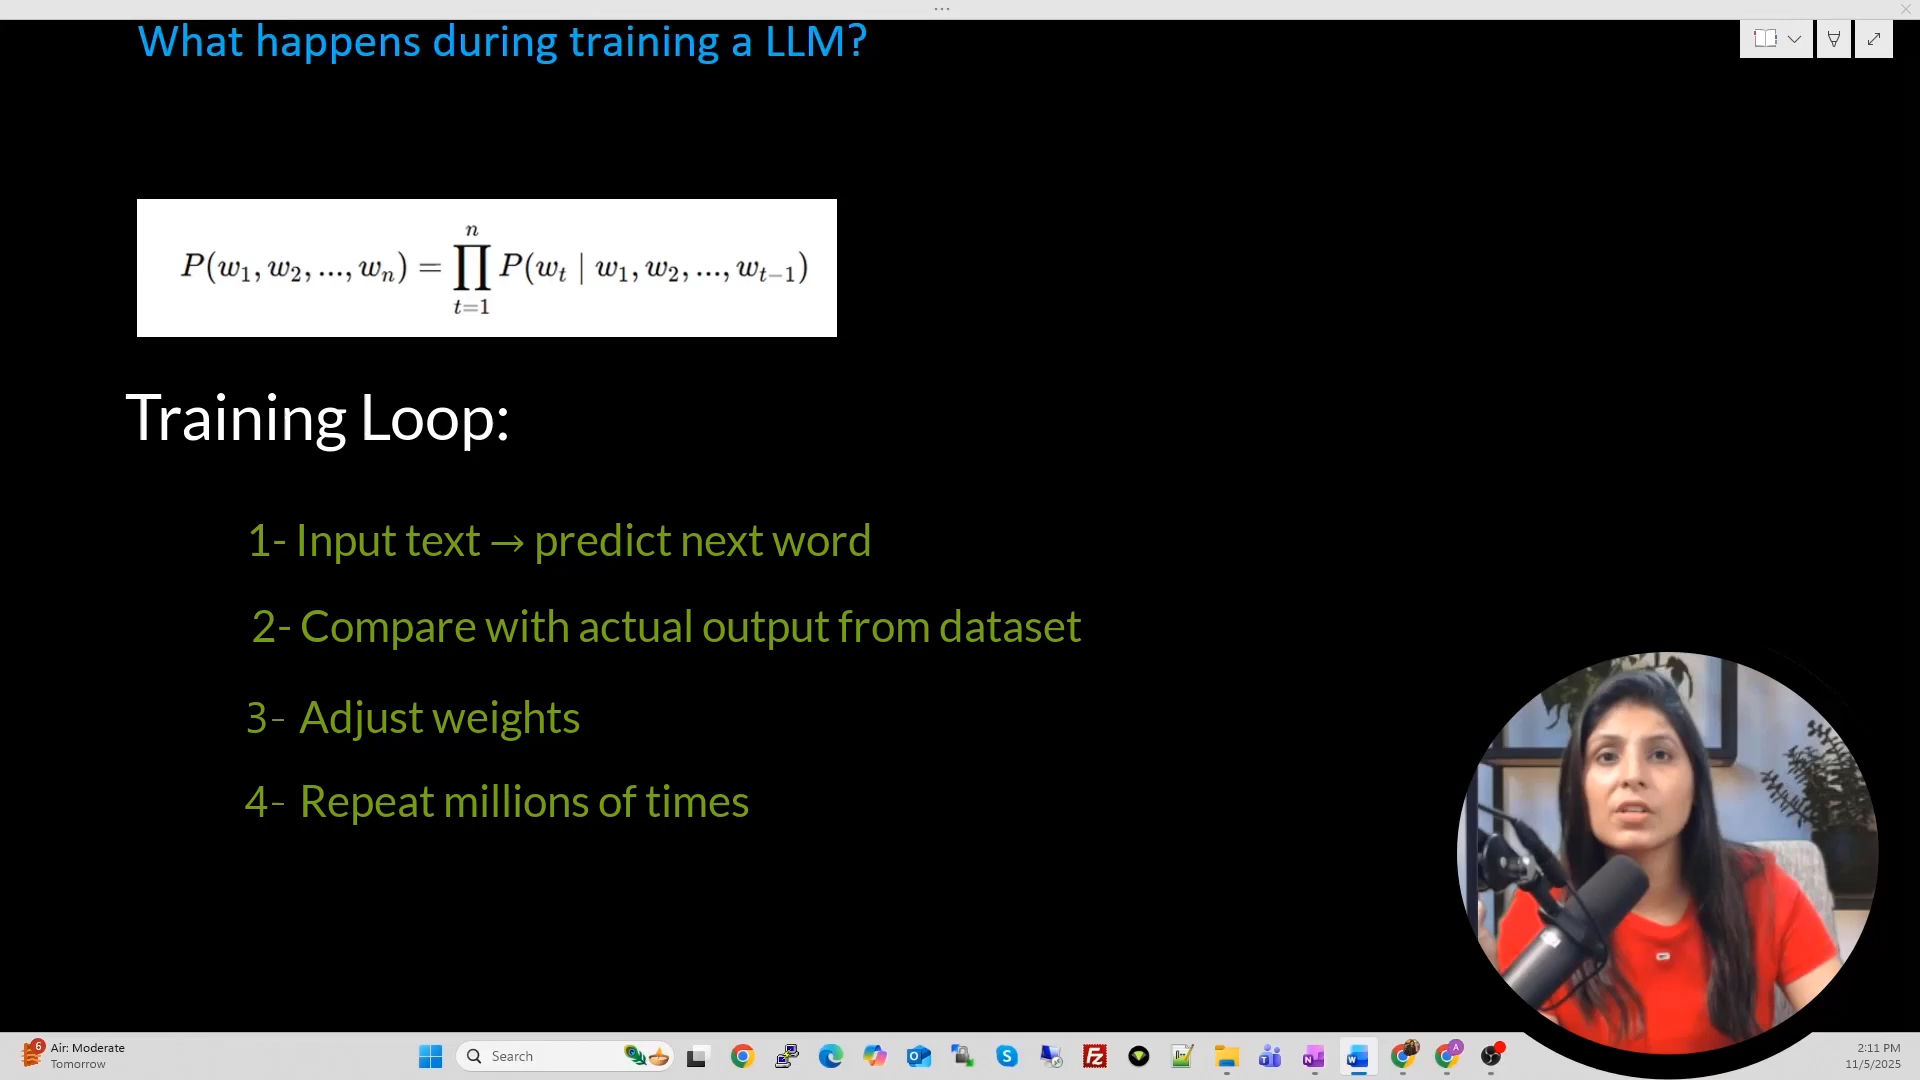 What happens during training a LLM?
P(w₁, w₂, ..., wₙ) = ∏ₜ₌₁ⁿ P(wₜ | w₁, w₂, ..., wₜ₋₁)
Training Loop:
1- Input text → predict next word
2- Compare with actual output from dataset
3- Adjust weights
4- Repeat millions of times
6
Air: Moderate
Tomorrow
Search
2:11 PM
11/5/2025